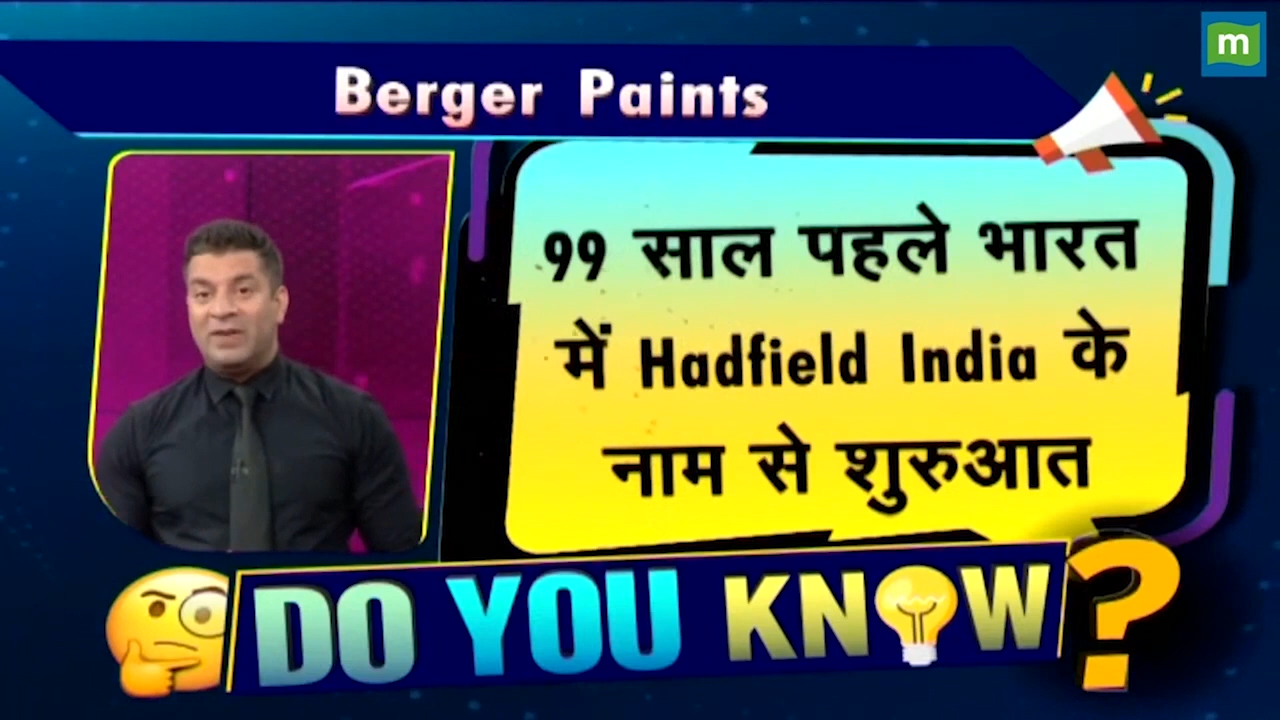 m
Berger Paints
99 साल पहले भारत
में Hadfield India के
नाम से शुरुआत
DO YOU KNOW?